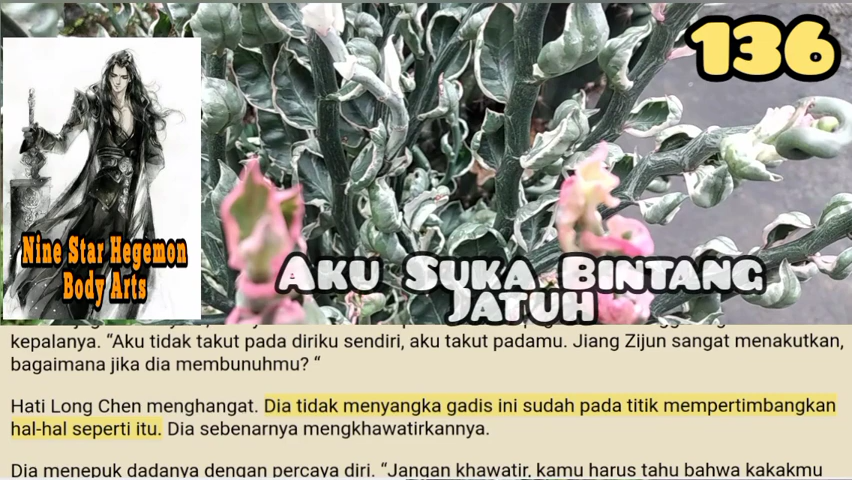 136
Nine Star Hegemon
Body Arts
Aku Suka Bintang
Jatuh
kepalanya. “Aku tidak takut pada diriku sendiri, aku takut padamu. Jiang Zijun sangat menakutkan,
bagaimana jika dia membunuhmu? “
Hati Long Chen menghangat. Dia tidak menyangka gadis ini sudah pada titik mempertimbangkan
hal-hal seperti itu. Dia sebenarnya mengkhawatirkannya.
Dia menepuk dadanya dengan percaya diri. “Jangan khawatir, kamu harus tahu bahwa kakakmu